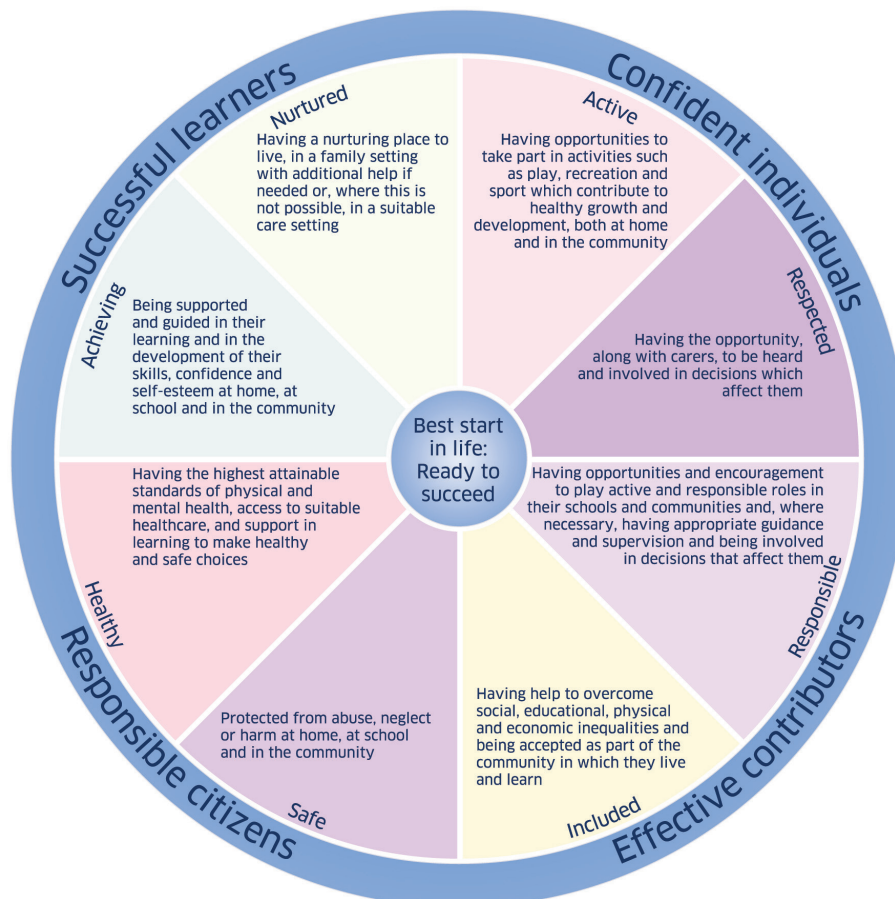 Successful learners
Confident individuals
Nurtured
Having a nurturing place to
live, in a family setting
with additional help if
needed or, where this is
not possible, in a suitable
care setting
Active
Having opportunities to
take part in activities such
as play, recreation and
sport which contribute to
healthy growth and
development, both at home
and in the community
Achieving
Being supported
and guided in their
learning and in the
development of their
skills, confidence and
self-esteem at home, at
school and in the community
Respected
Having the opportunity,
along with carers, to be heard
and involved in decisions which
affect them
Best start
in life:
Ready to
succeed
Healthy
Having the highest attainable
standards of physical and
mental health, access to suitable
healthcare, and support in
learning to make healthy
and safe choices
Responsible
Having opportunities and encouragement
to play active and responsible roles in
their schools and communities and, where
necessary, having appropriate guidance
and supervision and being involved
in decisions that affect them
Safe
Protected from abuse, neglect
or harm at home, at school
and in the community
Included
Having help to overcome
social, educational, physical
and economic inequalities and
being accepted as part of the
community in which they live
and learn
Responsible citizens
Effective contributors